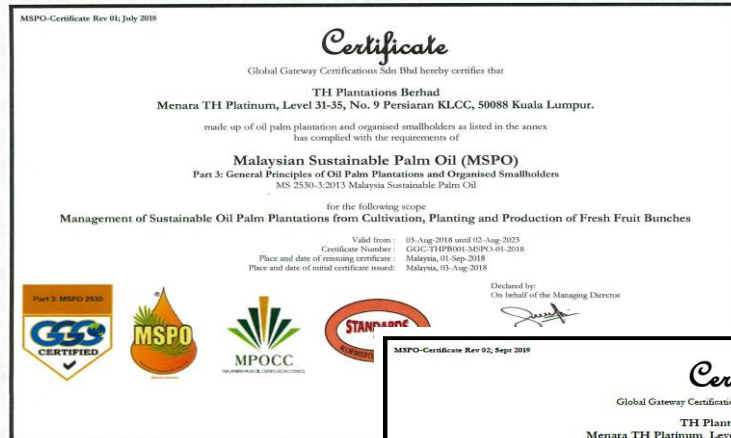 MSPO-Certificate Rev 01; July 2018
Certificate
Global Gateway Certifications Sdn Bhd hereby certifies that
TH Plantations Berhad
Menara TH Platinum, Level 31-35, No. 9 Persiaran KLCC, 50088 Kuala Lumpur.
made up of oil palm plantation and organised smallholders as listed in the annex
has complied with the requirements of
Malaysian Sustainable Palm Oil (MSPO)
Part 3: General Principles of Oil Palm Plantations and Organised Smallholders
MS 2530-3:2013 Malaysia Sustainable Palm Oil
for the following scope
Management of Sustainable Oil Palm Plantations from Cultivation, Planting and Production of Fresh Fruit Bunches
Valid from : 03-Aug-2018 until 02-Aug-2023
Certificate Number : GGC-THPB001-MSPO-01-2018
Place and date of reissuing certificate : Malaysia, 01-Sep-2018
Place and date of initial certificate issued: Malaysia, 03-Aug-2018
Declared by:
On behalf of the Managing Director
Part 3: MSPO 2530
GGC
CERTIFIED
MSPO
MPOCC
MALAYSIAN PALM OIL CERTIFICATION COUNCIL
STANDARDS
MSPO-Certificate Rev 02; Sept 2019
Cer
Global Gateway Certificatio
TH Plant
Menara TH Platinum, Leve